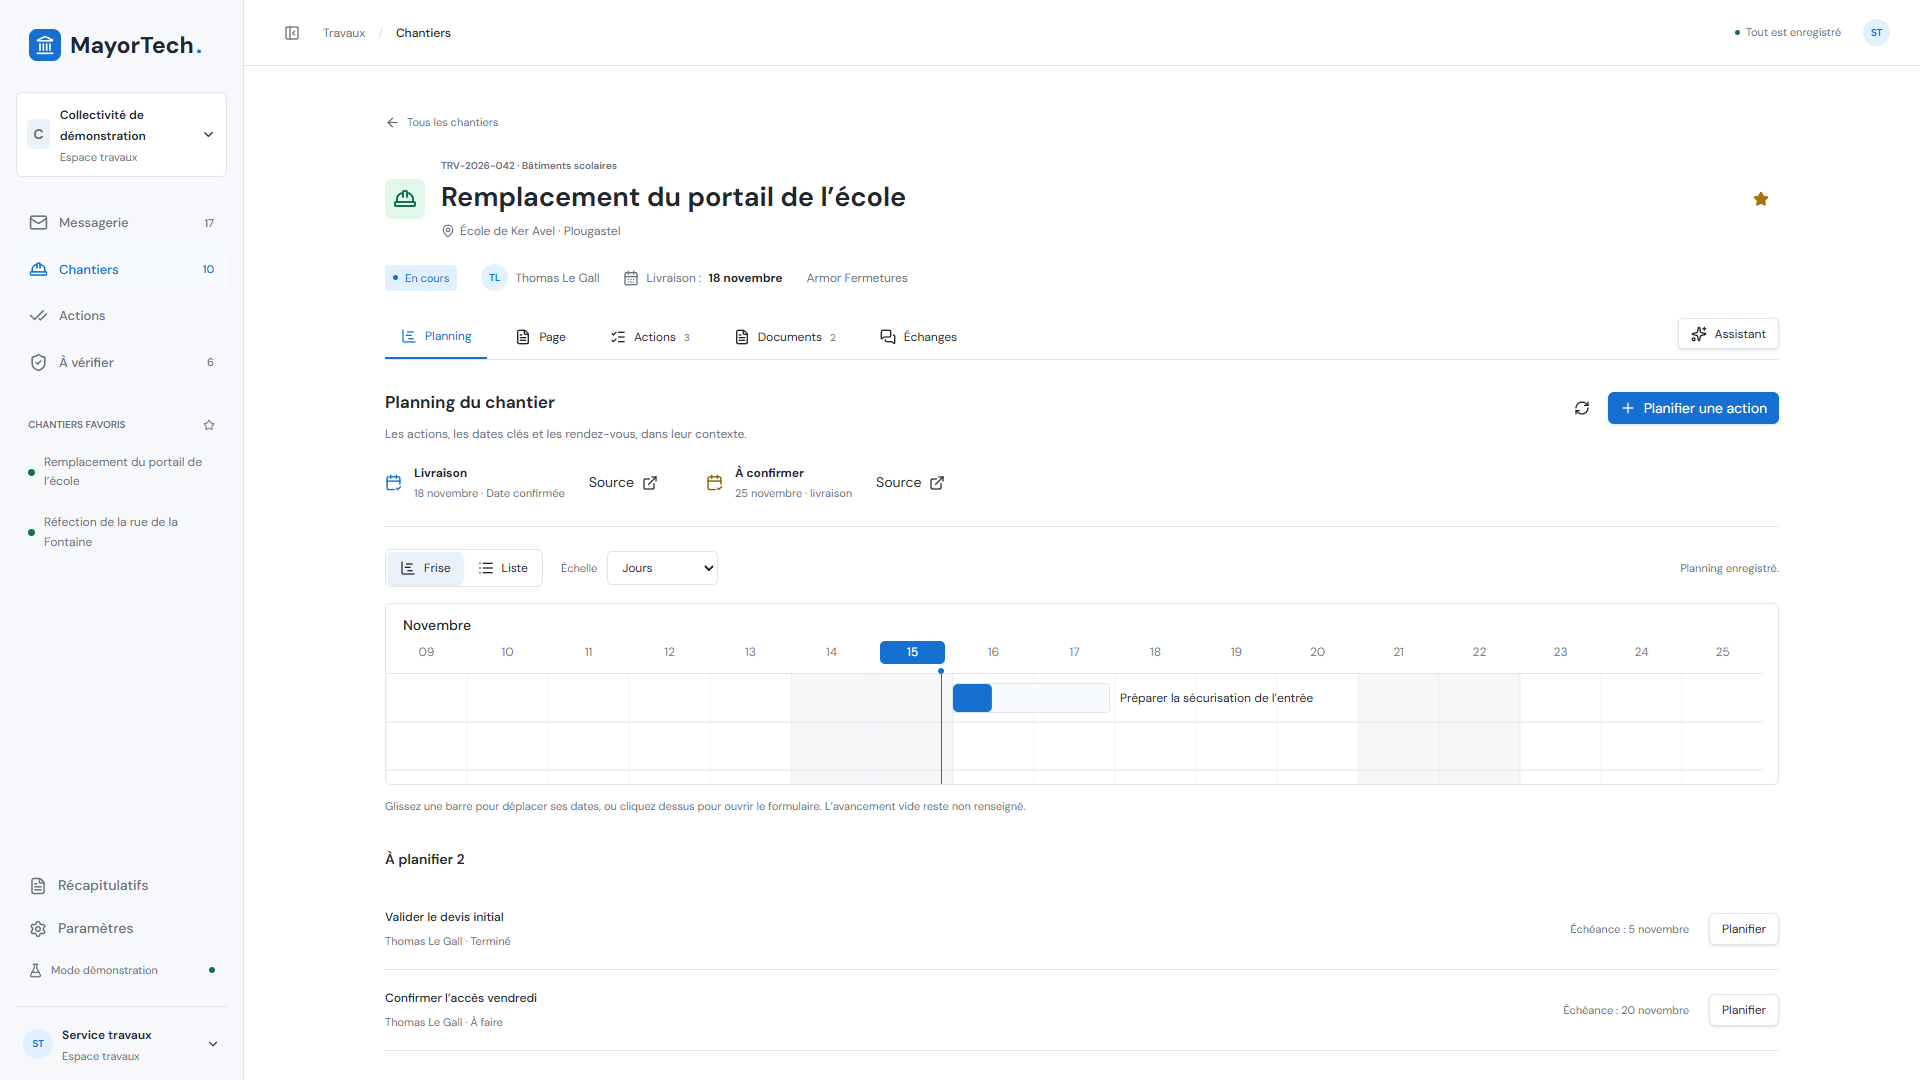 MayorTech.
Collectivité de
démonstration
Espace travaux
C
Messagerie 17
Chantiers 10
Actions
À vérifier 6
CHANTIERS FAVORIS
Remplacement du portail de
l’école
Réfection de la rue de la
Fontaine
Récapitulatifs
Paramètres
Mode démonstration
ST
Service travaux
Espace travaux
Travaux / Chantiers
Tout est enregistré
ST
Tous les chantiers
TRV-2026-042 · Bâtiments scolaires
Remplacement du portail de l’école
École de Ker Avel · Plougastel
En cours TL Thomas Le Gall Livraison : 18 novembre Armor Fermetures
Planning Page Actions 3 Documents 2 Échanges Assistant
Planning du chantier
Les actions, les dates clés et les rendez-vous, dans leur contexte.
Planifier une action
Livraison
18 novembre · Date confirmée
Source
À confirmer
25 novembre · livraison
Source
Frise Liste Échelle Jours Planning enregistré.
Novembre
09 10 11 12 13 14 15 16 17 18 19 20 21 22 23 24 25
Préparer la sécurisation de l’entrée
Glissez une barre pour déplacer ses dates, ou cliquez dessus pour ouvrir le formulaire. L’avancement vide reste non renseigné.
À planifier 2
Valider le devis initial
Thomas Le Gall · Terminé
Échéance : 5 novembre Planifier
Confirmer l’accès vendredi
Thomas Le Gall · À faire
Échéance : 20 novembre Planifier